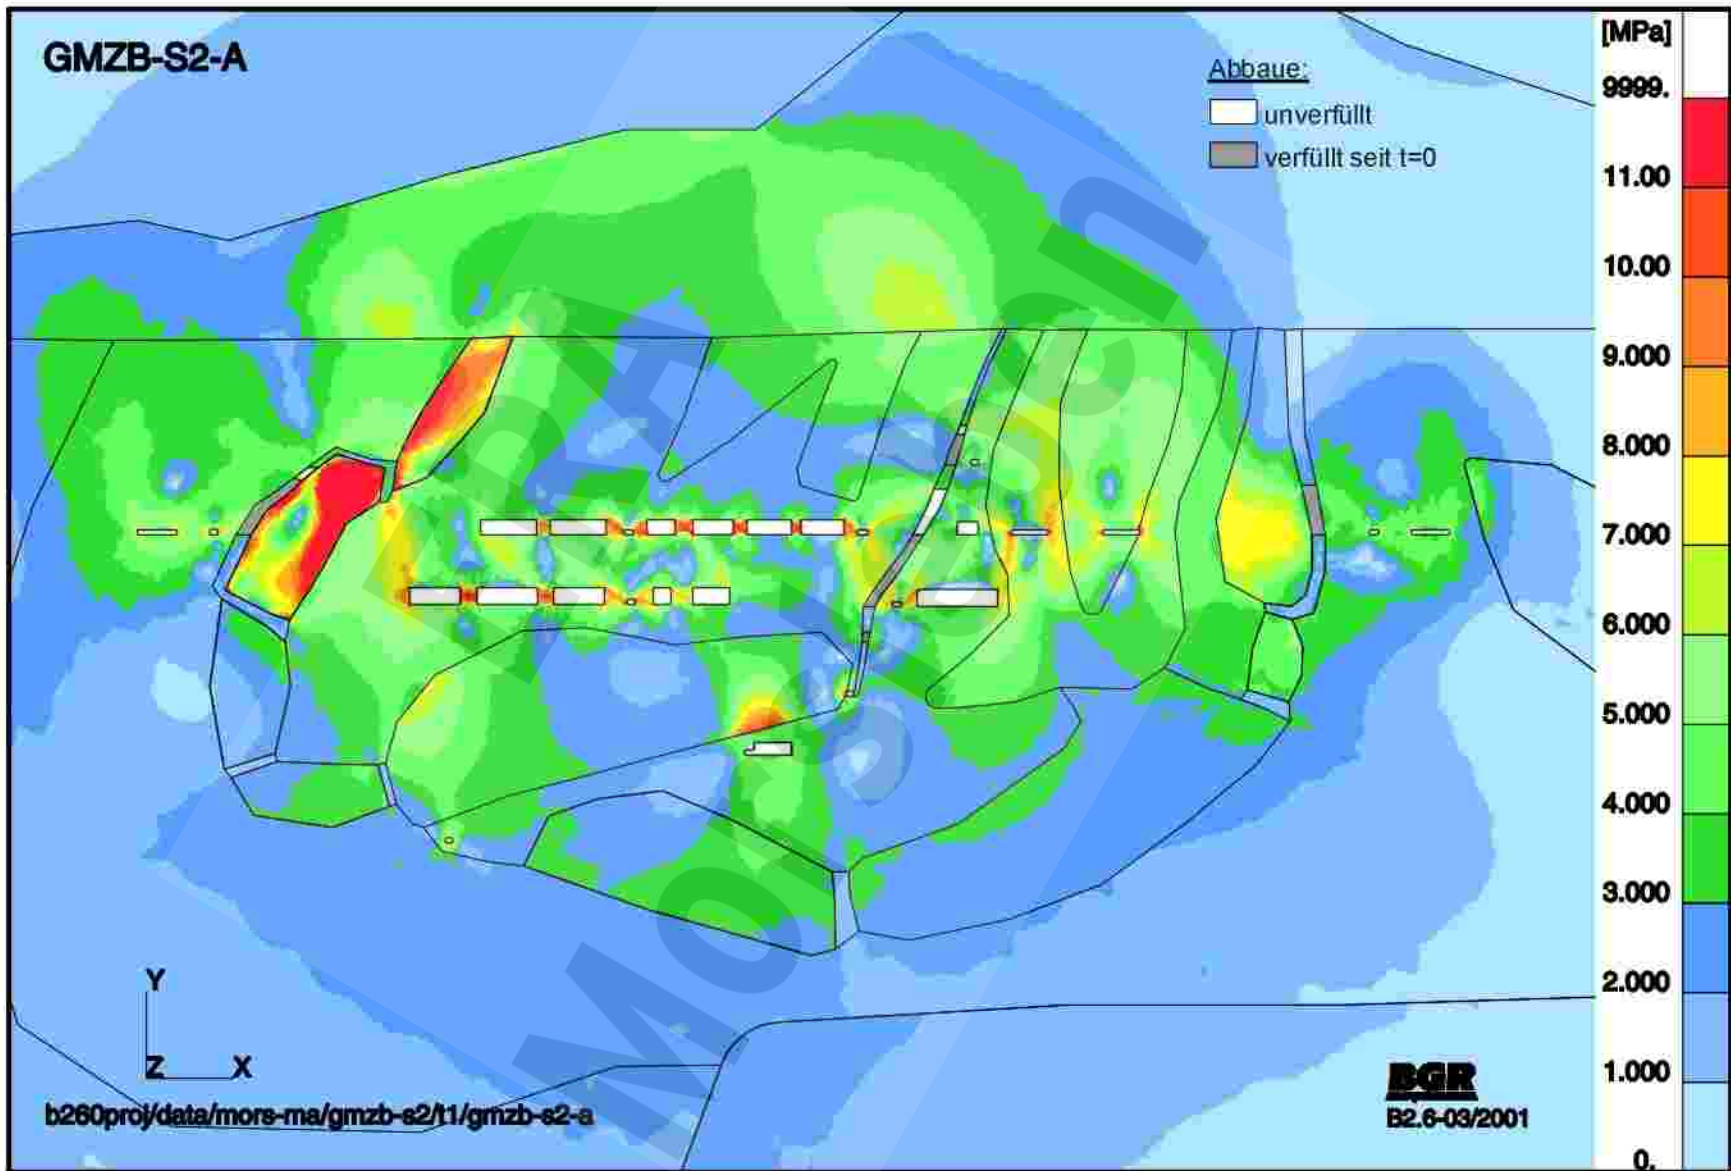 GMZB-S2-A
Abbaue:
unverfüllt
verfüllt seit t=0
[MPa]
9999.
11.00
10.00
9.000
8.000
7.000
6.000
5.000
4.000
3.000
2.000
1.000
0.
ERA Morsleben
Y
Z X
b260proj/data/mors-ma/gmzb-s2/t1/gmzb-s2-a
BGR
B2.6-03/2001